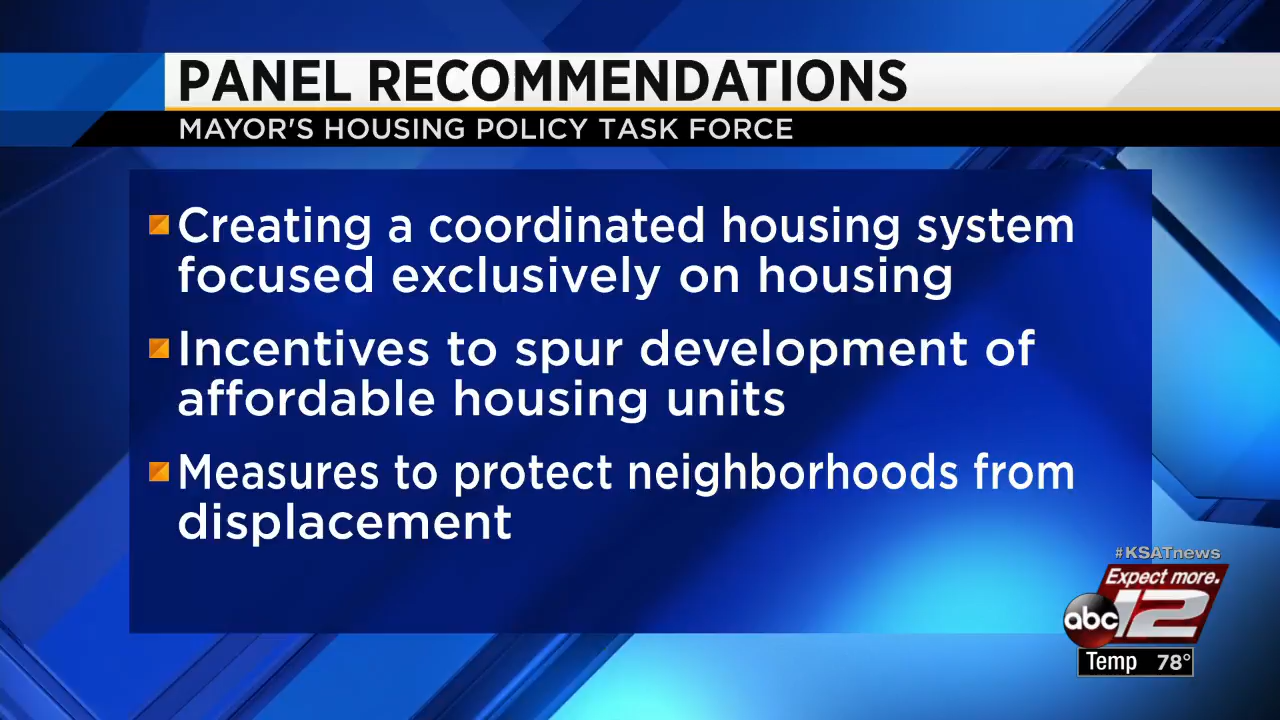 PANEL RECOMMENDATIONS
MAYOR'S HOUSING POLICY TASK FORCE
Creating a coordinated housing system
focused exclusively on housing
Incentives to spur development of
affordable housing units
Measures to protect neighborhoods from
displacement
#KSATnews
Expect more.
abc 12
Temp 78°